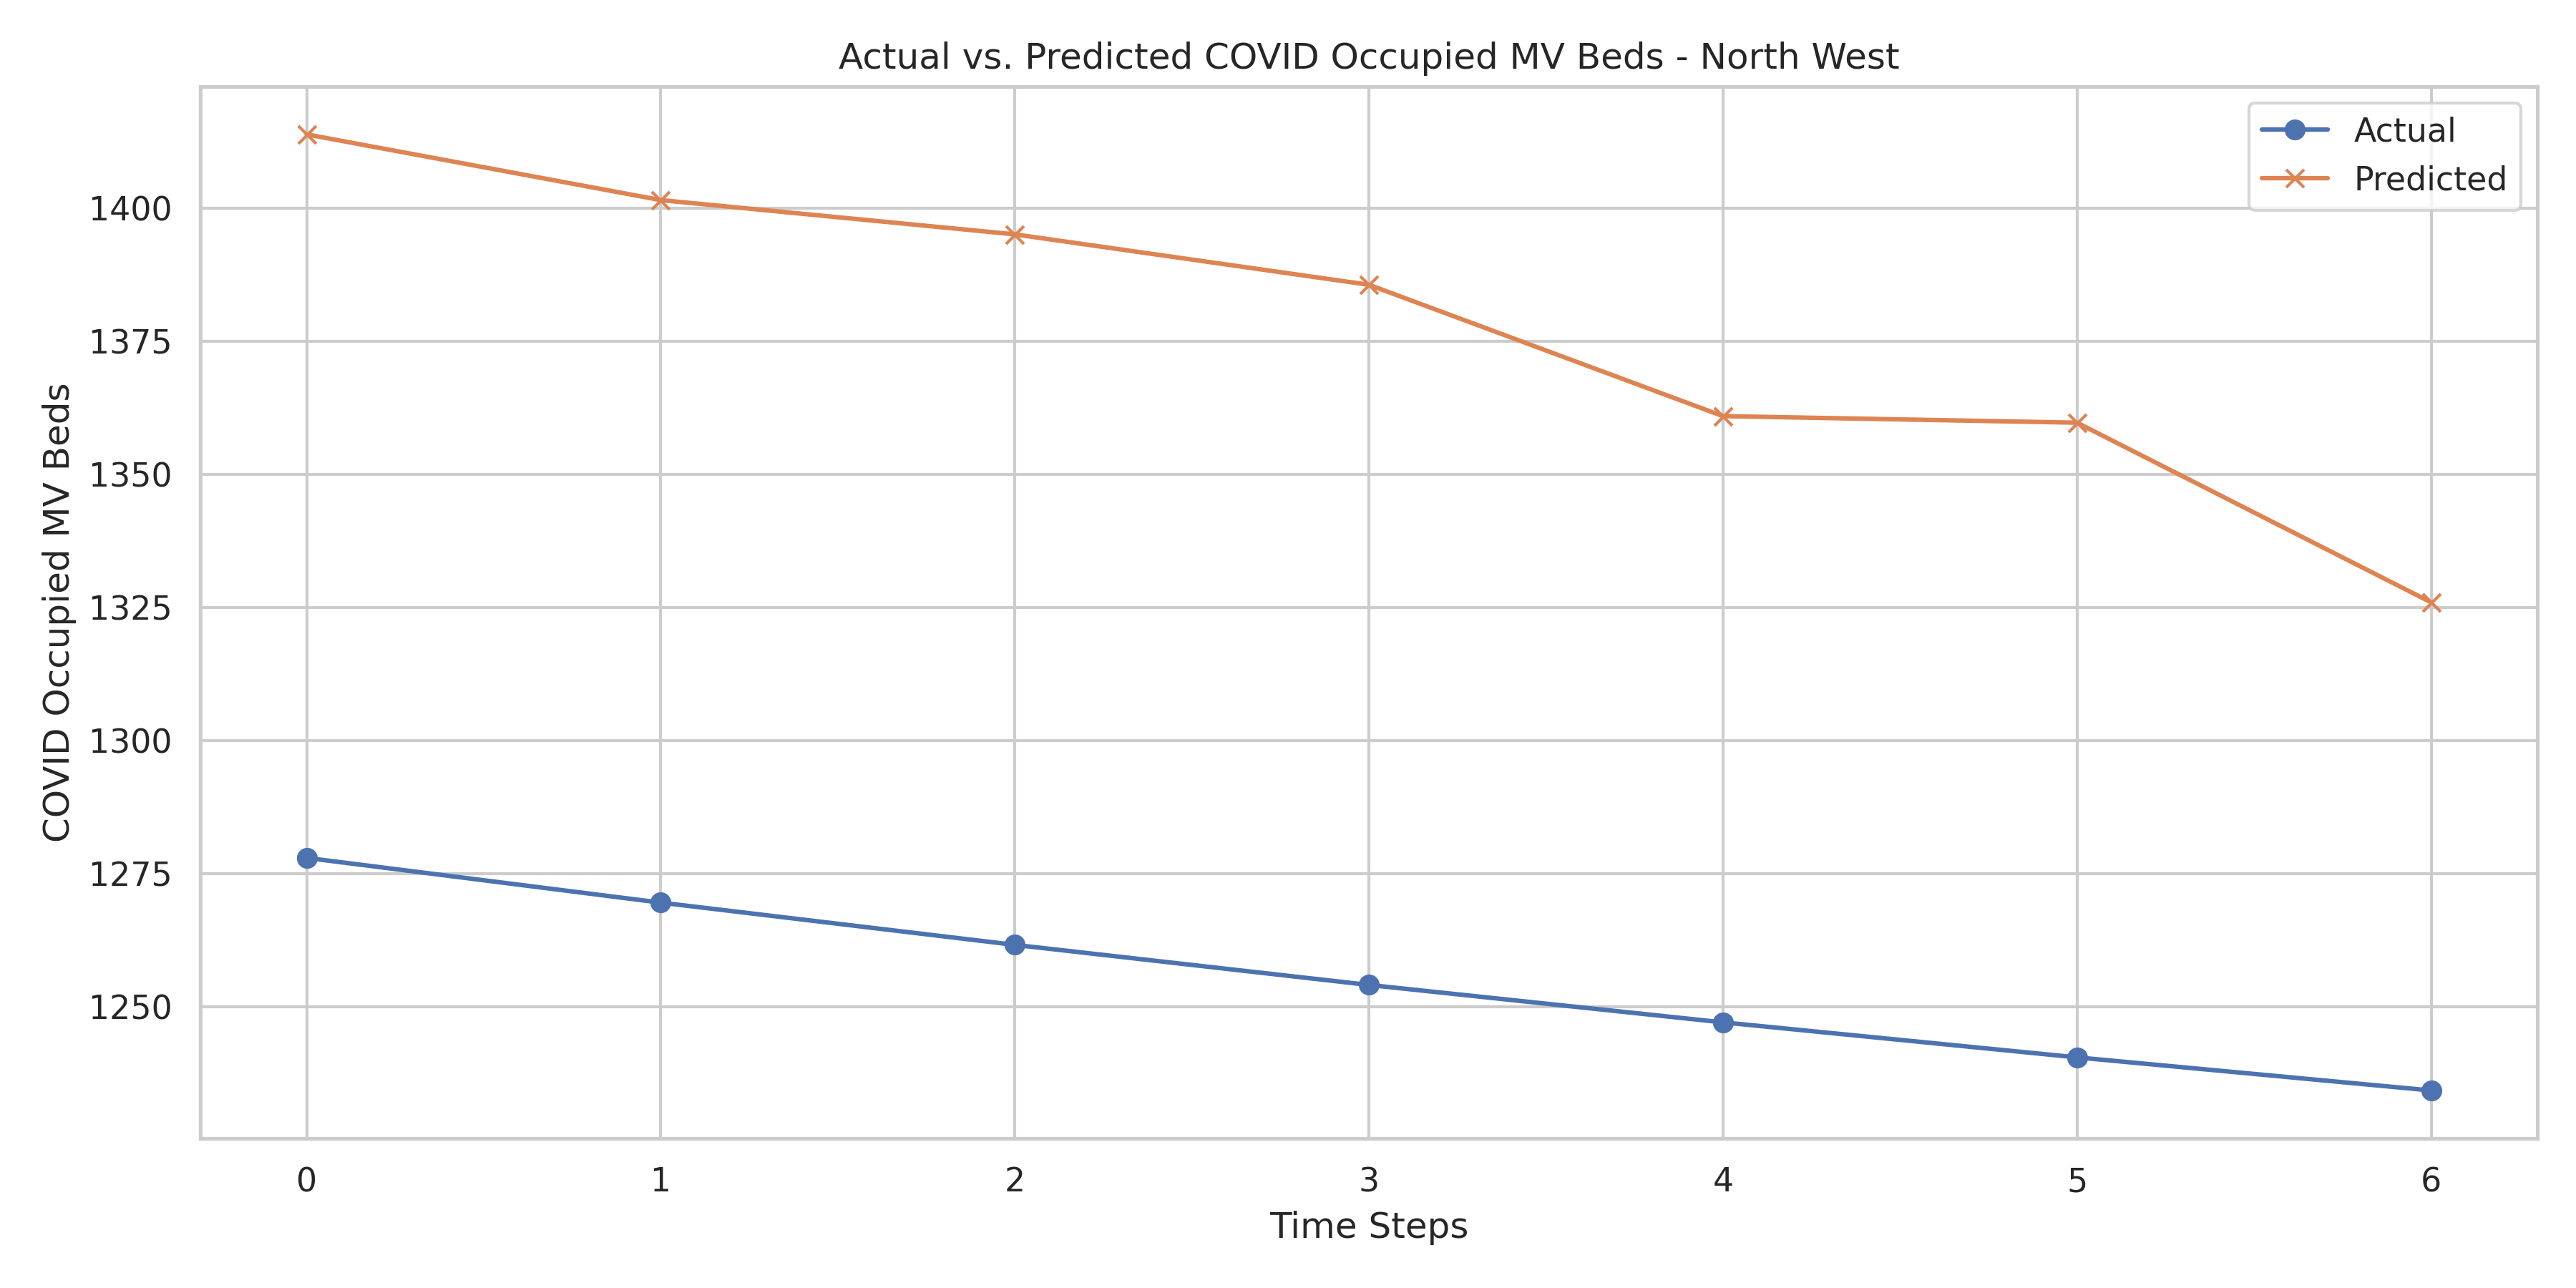 Actual vs. Predicted COVID Occupied MV Beds - North West
Actual
Predicted
COVID Occupied MV Beds
1400
1375
1350
1325
1300
1275
1250
0 1 2 3 4 5 6
Time Steps